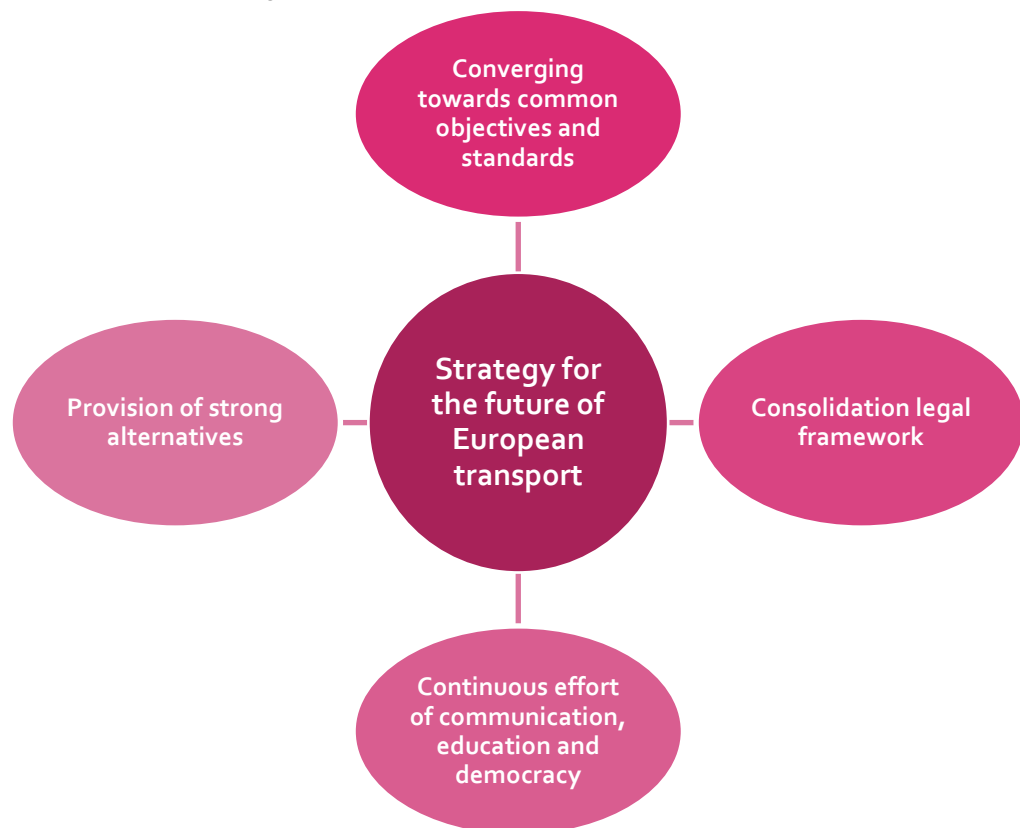 Converging
towards common
objectives and
standards
Strategy for
the future of
European
transport
Provision of strong
alternatives
Consolidation legal
framework
Continuous effort
of communication,
education and
democracy